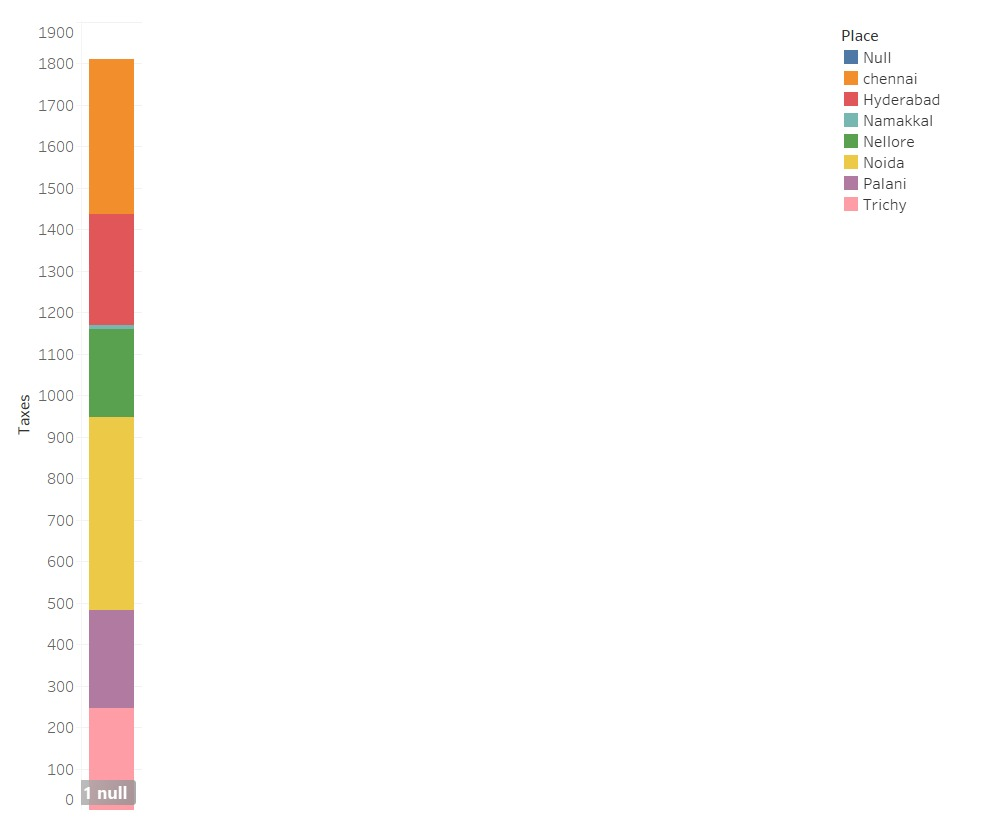 1900
1800
1700
1600
1500
1400
1300
1200
1100
1000
900
800
700
600
500
400
300
200
100
0
Taxes
1 null
Place
Null
chennai
Hyderabad
Namakkal
Nellore
Noida
Palani
Trichy